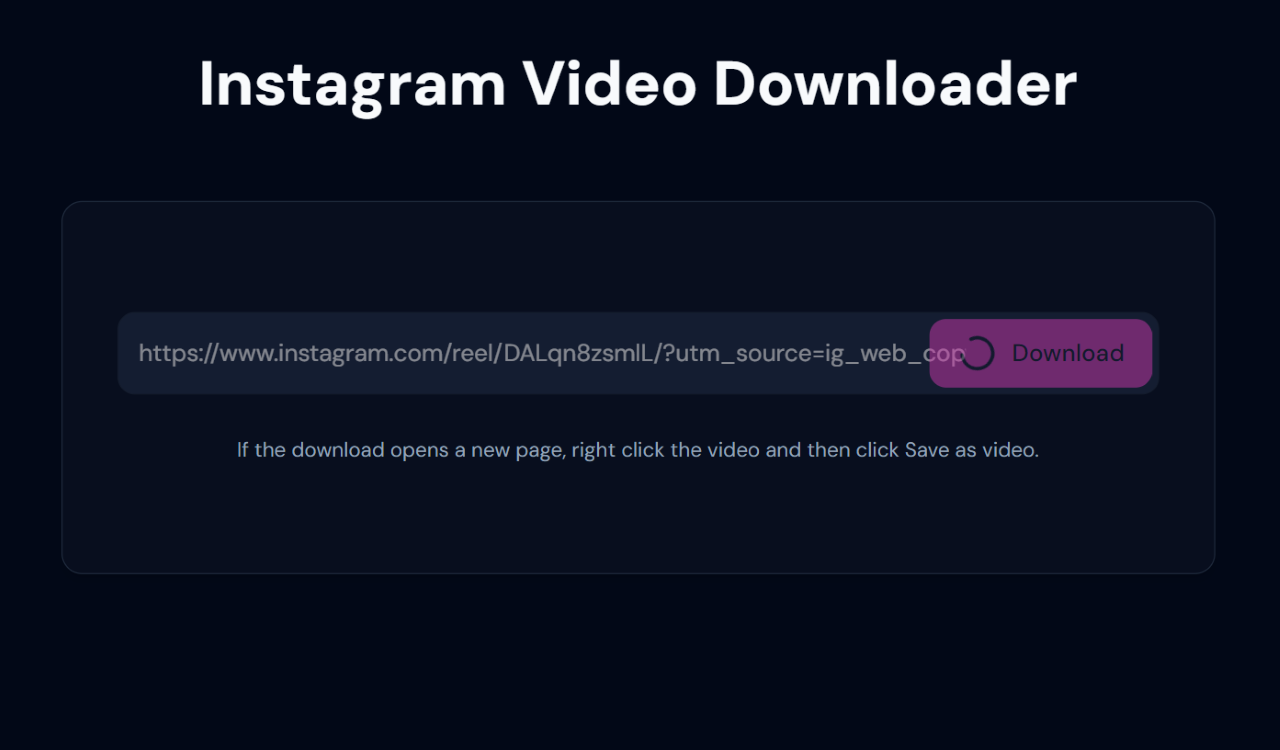 Instagram Video Downloader
https://www.instagram.com/reel/DALqn8zsmlL/?utm_source=ig_web_cop
Download
If the download opens a new page, right click the video and then click Save as video.